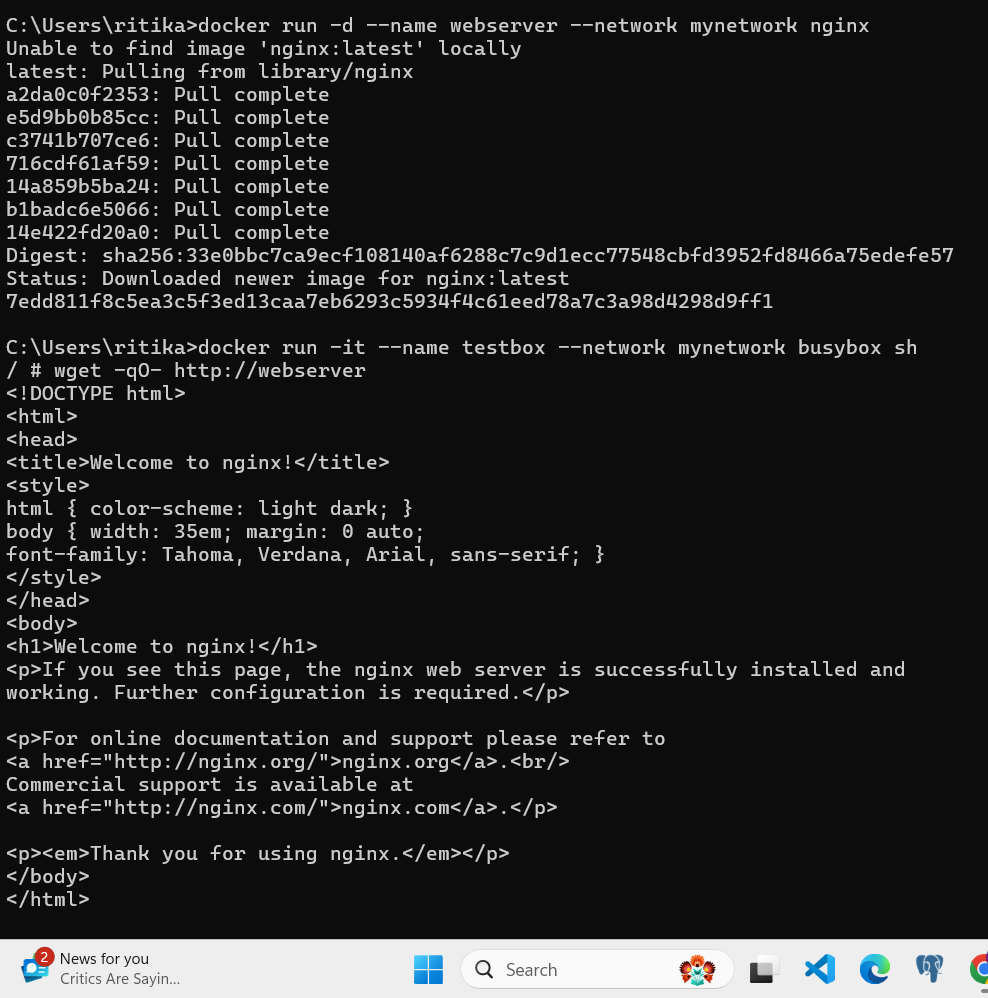 C:\Users\ritika>docker run -d --name webserver --network mynetwork nginx
Unable to find image 'nginx:latest' locally
latest: Pulling from library/nginx
a2da0c0f2353: Pull complete
e5d9bb0b85cc: Pull complete
c3741b707ce6: Pull complete
716cdf61af59: Pull complete
14a859b5ba24: Pull complete
b1badc6e5066: Pull complete
14e422fd20a0: Pull complete
Digest: sha256:33e0bbc7ca9ecf108140af6288c7c9d1ecc77548cbfd3952fd8466a75edefe57
Status: Downloaded newer image for nginx:latest
7edd811f8c5ea3c5f3ed13caa7eb6293c5934f4c61eed78a7c3a98d4298d9ff1
C:\Users\ritika>docker run -it --name testbox --network mynetwork busybox sh
/ # wget -qO- http://webserver
<!DOCTYPE html>
<html>
<head>
<title>Welcome to nginx!</title>
<style>
html { color-scheme: light dark; }
body { width: 35em; margin: 0 auto;
font-family: Tahoma, Verdana, Arial, sans-serif; }
</style>
</head>
<body>
<h1>Welcome to nginx!</h1>
<p>If you see this page, the nginx web server is successfully installed and
working. Further configuration is required.</p>
<p>For online documentation and support please refer to
<a href="http://nginx.org/">nginx.org</a>.<br/>
Commercial support is available at
<a href="http://nginx.com/">nginx.com</a>.</p>
<p><em>Thank you for using nginx.</em></p>
</body>
</html>
2
News for you
Critics Are Sayin...
Search